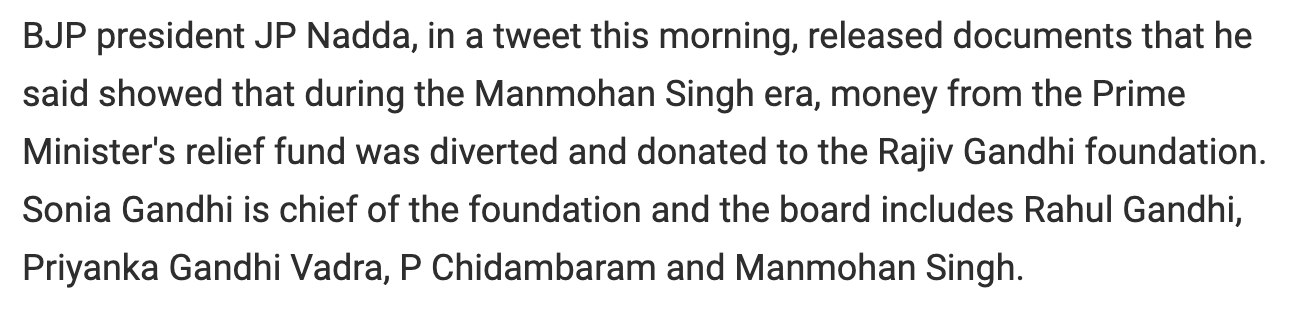 BJP president JP Nadda, in a tweet this morning, released documents that he
said showed that during the Manmohan Singh era, money from the Prime
Minister's relief fund was diverted and donated to the Rajiv Gandhi foundation.
Sonia Gandhi is chief of the foundation and the board includes Rahul Gandhi,
Priyanka Gandhi Vadra, P Chidambaram and Manmohan Singh.